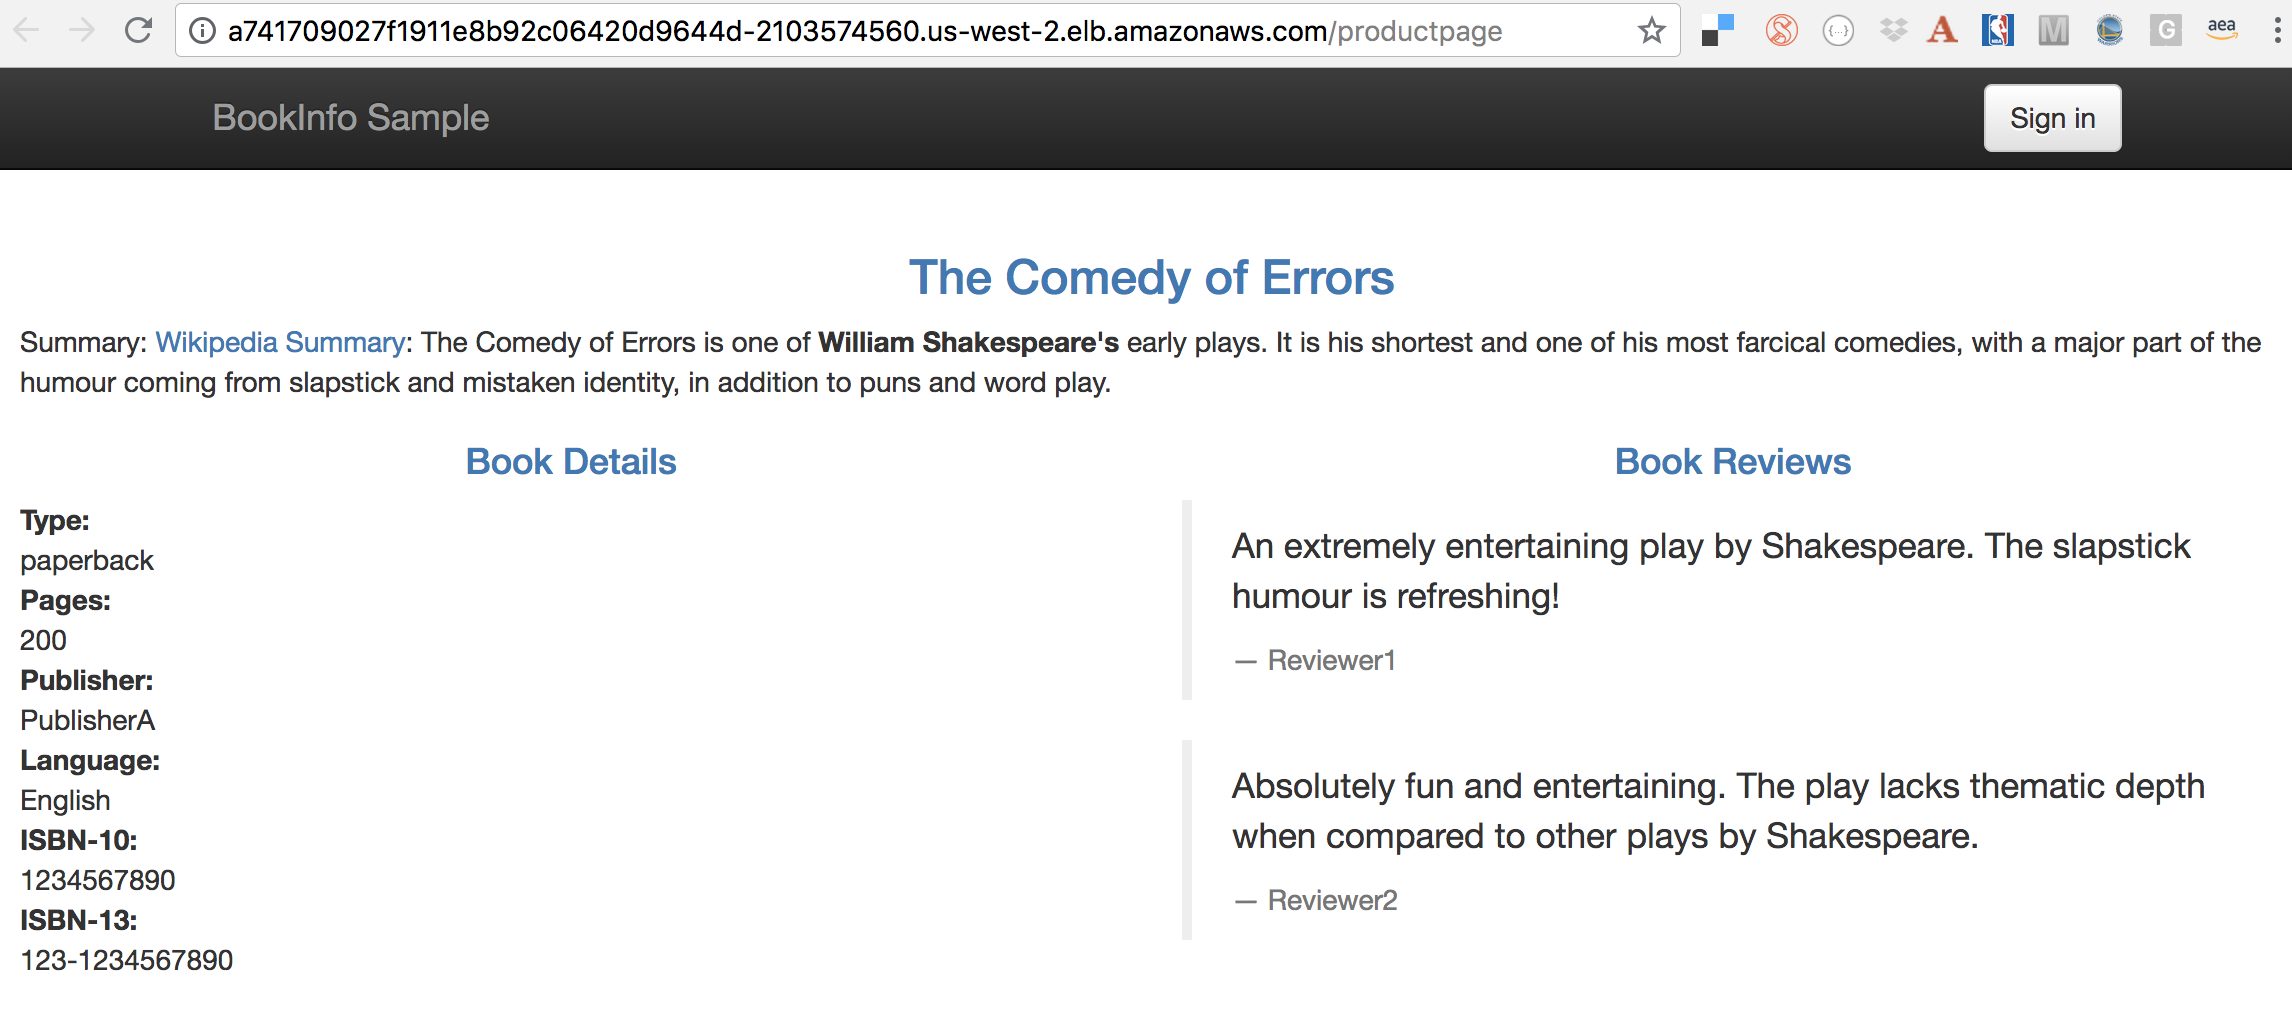 a741709027f1911e8b92c06420d9644d-2103574560.us-west-2.elb.amazonaws.com/productpage
{...}
A
NBA
M
G
aea
BookInfo Sample
Sign in
The Comedy of Errors
Summary: Wikipedia Summary: The Comedy of Errors is one of William Shakespeare's early plays. It is his shortest and one of his most farcical comedies, with a major part of the
humour coming from slapstick and mistaken identity, in addition to puns and word play.
Book Details
Type:
paperback
Pages:
200
Publisher:
PublisherA
Language:
English
ISBN-10:
1234567890
ISBN-13:
123-1234567890
Book Reviews
An extremely entertaining play by Shakespeare. The slapstick
humour is refreshing!
— Reviewer1
Absolutely fun and entertaining. The play lacks thematic depth
when compared to other plays by Shakespeare.
— Reviewer2